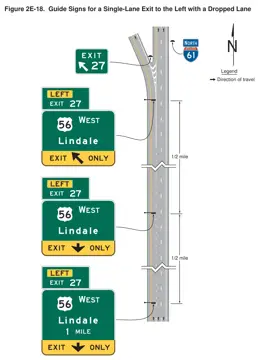 Figure 2E-18. Guide Signs for a Single-Lane Exit to the Left with a Dropped Lane
EXIT
27
NORTH
INTERSTATE
61
N
Legend
Direction of travel
LEFT
EXIT 27
56 WEST
Lindale
EXIT ONLY
1/2 mile
LEFT
EXIT 27
56 WEST
Lindale
EXIT ONLY
1/2 mile
LEFT
EXIT 27
56 WEST
Lindale
1 MILE
EXIT ONLY